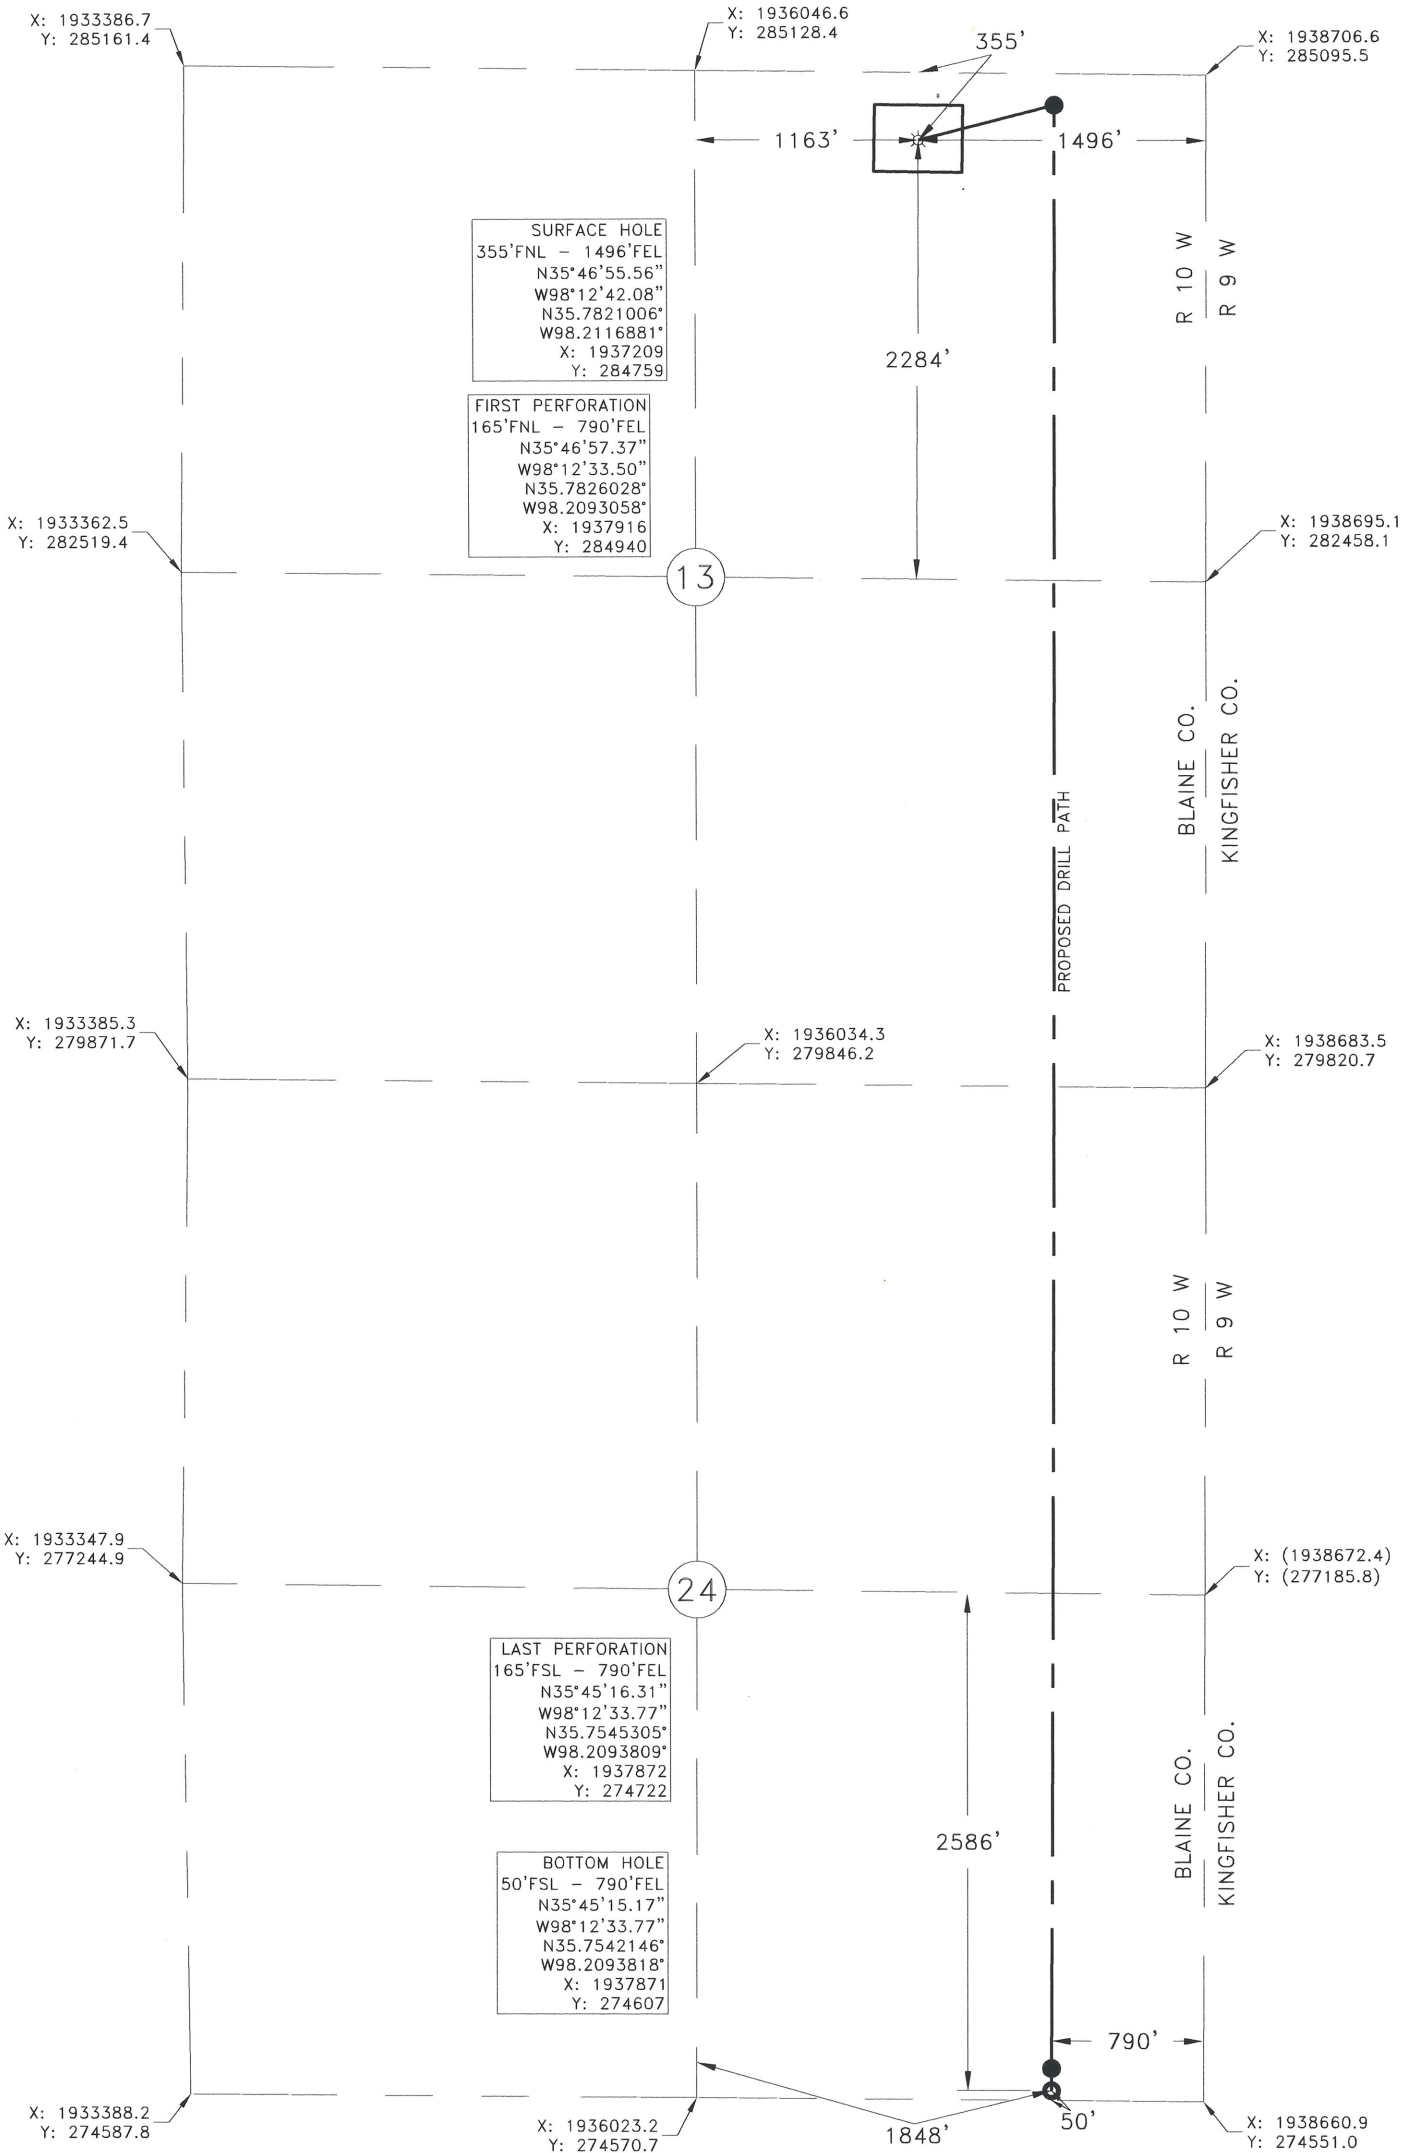 X: 1933386.7
Y: 285161.4
X: 1936046.6
Y: 285128.4
355'
X: 1938706.6
Y: 285095.5
1163'
1496'
SURFACE HOLE
355'FNL - 1496'FEL
N35°46'55.56"
W98°12'42.08"
N35.7821006°
W98.2116881°
X: 1937209
Y: 284759
R 10 W
R 9 W
2284'
FIRST PERFORATION
165'FNL - 790'FEL
N35°46'57.37"
W98°12'33.50"
N35.7826028°
W98.2093058°
X: 1937916
Y: 284940
X: 1933362.5
Y: 282519.4
X: 1938695.1
Y: 282458.1
13
BLAINE CO.
KINGFISHER CO.
PROPOSED DRILL PATH
X: 1933385.3
Y: 279871.7
X: 1936034.3
Y: 279846.2
X: 1938683.5
Y: 279820.7
R 10 W
R 9 W
X: 1933347.9
Y: 277244.9
X: (1938672.4)
Y: (277185.8)
24
LAST PERFORATION
165'FSL - 790'FEL
N35°45'16.31"
W98°12'33.77"
N35.7545305°
W98.2093809°
X: 1937872
Y: 274722
BLAINE CO.
KINGFISHER CO.
2586'
BOTTOM HOLE
50'FSL - 790'FEL
N35°45'15.17"
W98°12'33.77"
N35.7542146°
W98.2093818°
X: 1937871
Y: 274607
790'
X: 1933388.2
Y: 274587.8
X: 1936023.2
Y: 274570.7
1848'
50'
X: 1938660.9
Y: 274551.0